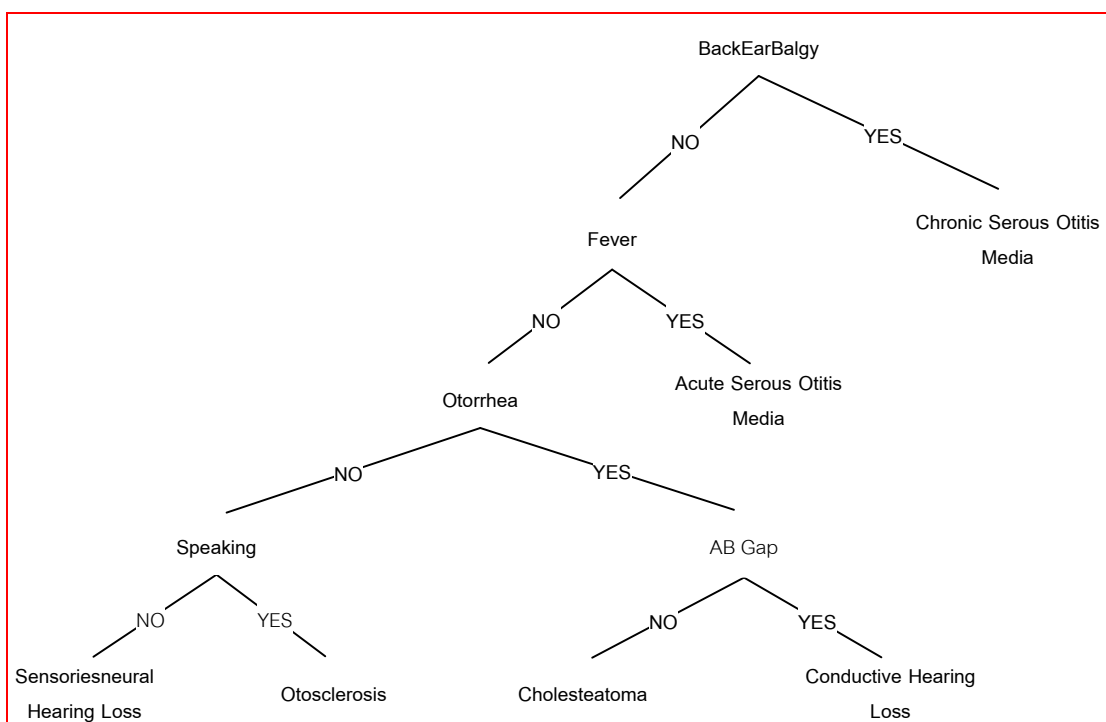 BackEarBalgy
NO
YES
Chronic Serous Otitis
Media
Fever
NO
YES
Acute Serous Otitis
Media
Otorrhea
NO
YES
Speaking
AB Gap
NO
YES
NO
YES
Sensoriesneural
Hearing Loss
Otosclerosis
Cholesteatoma
Conductive Hearing
Loss